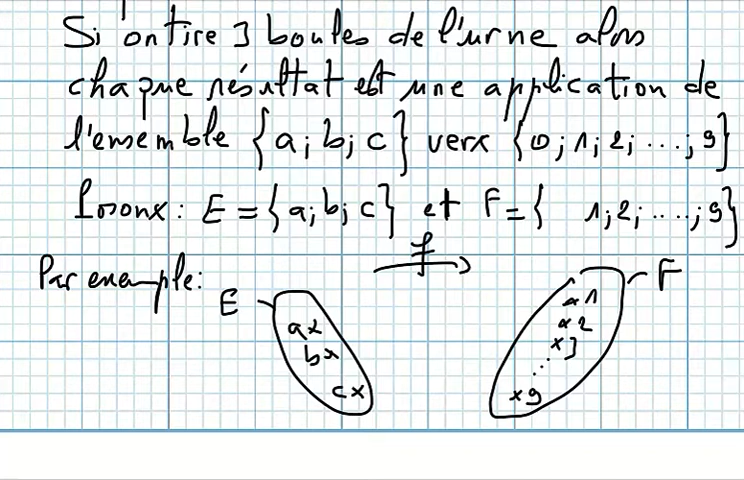 Si on tire 3 boules de l'urne alors
chaque résultat est une application de
l'ensemble {a; b; c} vers {0; 1; 2; ...; 9}
Posons: E = {a; b; c} et F = { 1; 2; ...; 9}
f
Par exemple: E F
a x x 1
b x x 2
x 3
...
c x x 9